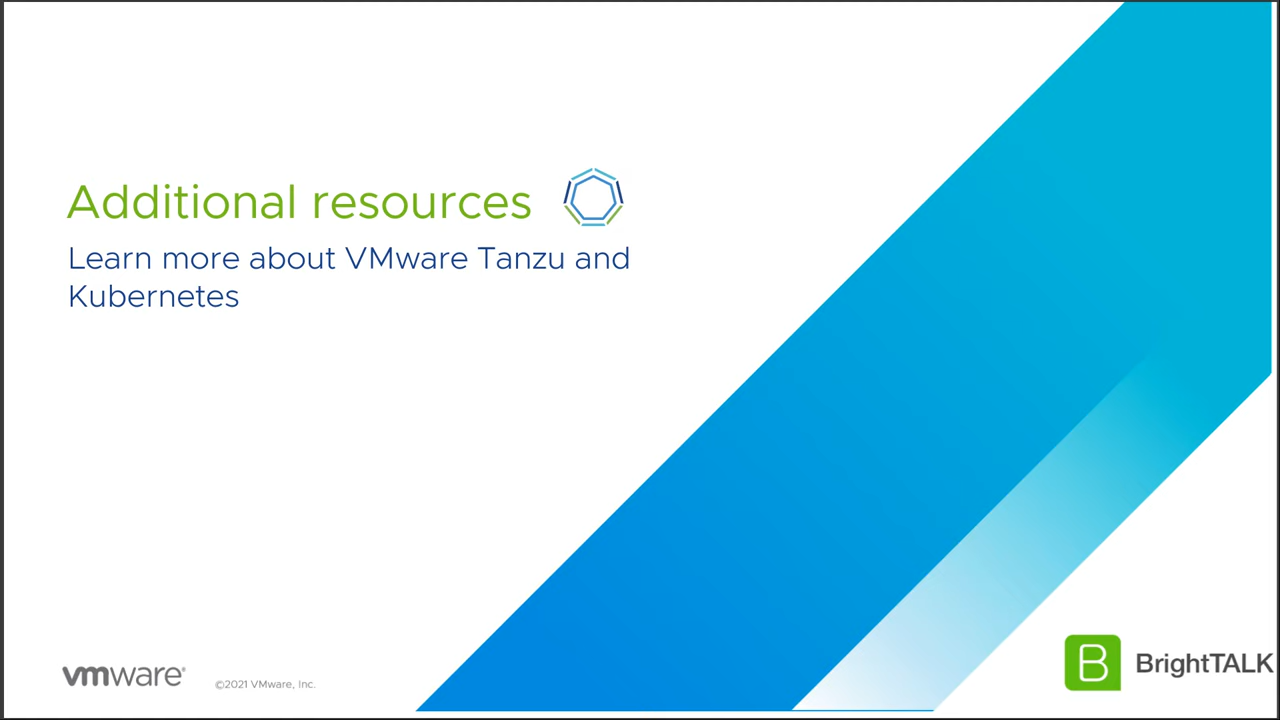 Additional resources
Learn more about VMware Tanzu and
Kubernetes
vmware®
©2021 VMware, Inc.
B BrightTALK